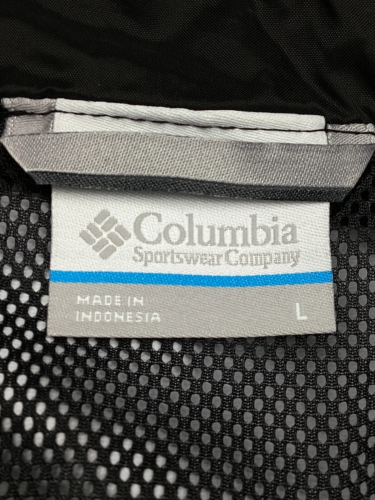 Columbia
Sportswear Company
MADE IN
INDONESIA
L